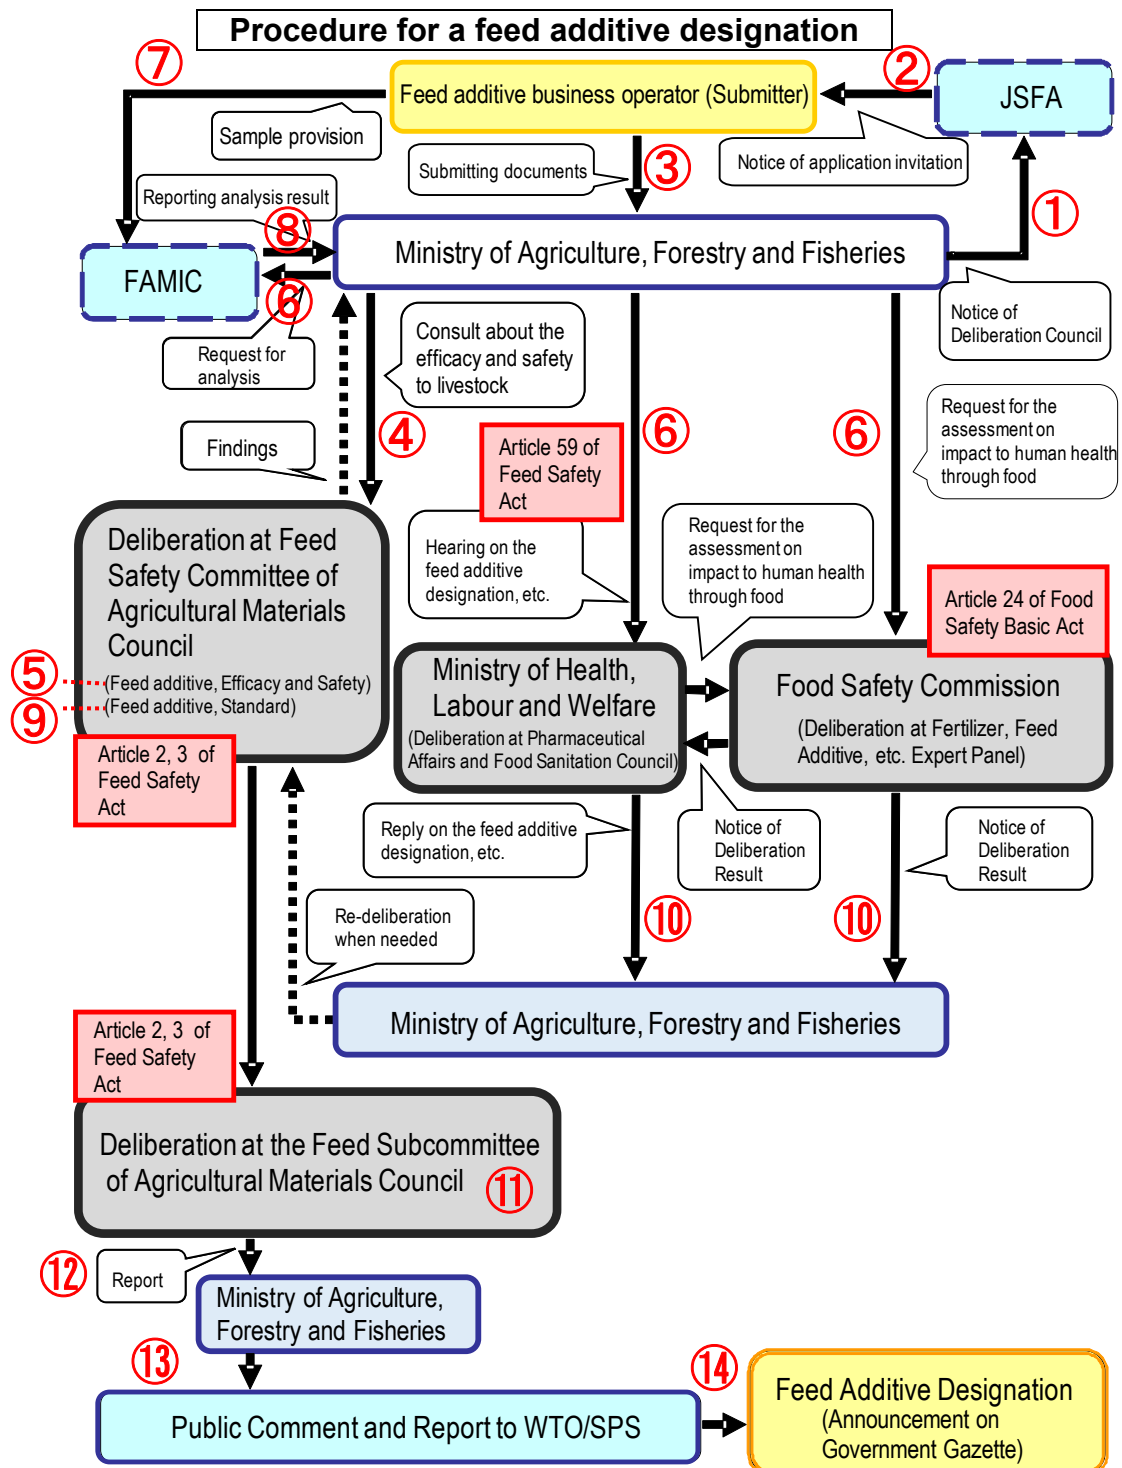 Procedure for a feed additive designation
⑦
②
Feed additive business operator (Submitter)
JSFA
Sample provision
Submitting documents
③
Notice of application invitation
①
Reporting analysis result
⑧
Ministry of Agriculture, Forestry and Fisheries
FAMIC
⑥
Request for
analysis
Consult about the
efficacy and safety
to livestock
Notice of
Deliberation Council
④
Findings
⑥
Article 59 of
Feed Safety
Act
⑥
Request for the
assessment on
impact to human health
through food
Deliberation at Feed
Safety Committee of
Agricultural Materials
Council
⑤
(Feed additive, Efficacy and Safety)
⑨
(Feed additive, Standard)
Hearing on the
feed additive
designation, etc.
Request for the
assessment on
impact to human health
through food
Article 24 of Food
Safety Basic Act
Ministry of Health,
Labour and Welfare
(Deliberation at Pharmaceutical
Affairs and Food Sanitation Council)
Food Safety Commission
(Deliberation at Fertilizer, Feed
Additive, etc. Expert Panel)
Article 2, 3 of
Feed Safety
Act
Reply on the feed additive
designation, etc.
Notice of
Deliberation
Result
Notice of
Deliberation
Result
Re-deliberation
when needed
⑩
⑩
Ministry of Agriculture, Forestry and Fisheries
Article 2, 3 of
Feed Safety
Act
Deliberation at the Feed Subcommittee
of Agricultural Materials Council
⑪
⑫
Report
Ministry of Agriculture,
Forestry and Fisheries
⑬
Public Comment and Report to WTO/SPS
⑭
Feed Additive Designation
(Announcement on
Government Gazette)